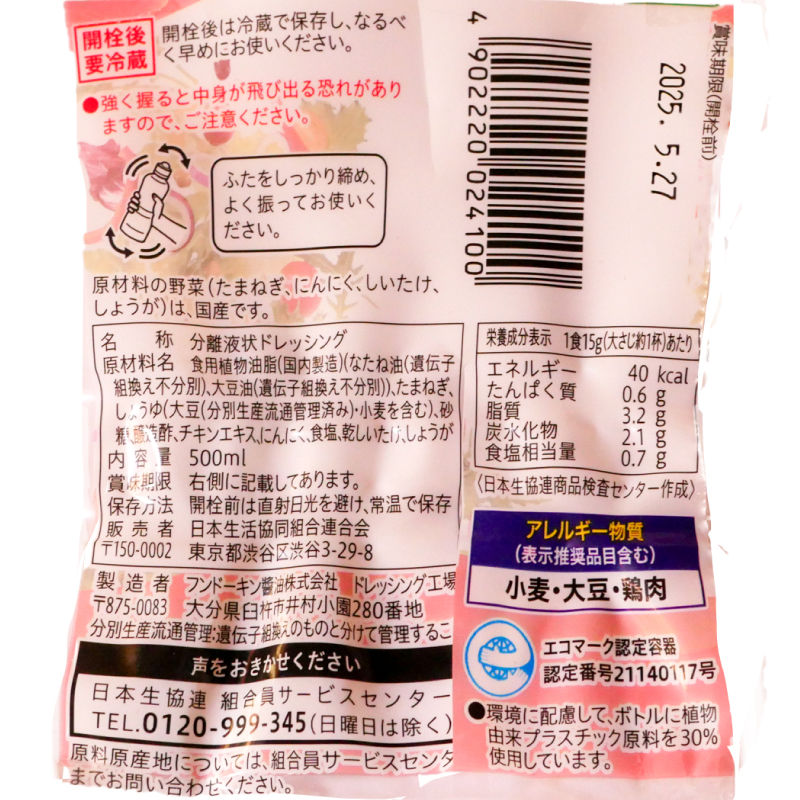 開栓後
要冷蔵
開栓後は冷蔵で保存し、なるべ
く早めにお使いください。
●強く握ると中身が飛び出る恐れがあり
ますので、ご注意ください。
ふたをしっかり締め、
よく振ってお使いく
ださい。
4 902220 024100
賞味期限(開栓前)
2025. 5.27
原材料の野菜(たまねぎ、にんにく、しいたけ、
しょうが)は、国産です。
名称 分離液状ドレッシング
原材料名 食用植物油脂(国内製造)(なたね油(遺伝子
組換え不分別)、大豆油(遺伝子組換え不分別))、たまねぎ、
しょうゆ(大豆(分別生産流通管理済み)・小麦を含む)、砂
糖、醸造酢、チキンエキス、にんにく、食塩、乾しいたけ、しょうが
内容量 500ml
賞味期限 右側に記載してあります。
保存方法 開栓前は直射日光を避け、常温で保存
販売者 日本生活協同組合連合会
〒150-0002 東京都渋谷区渋谷3-29-8
製造者 フンドーキン醬油株式会社 ドレッシング工場
〒875-0083 大分県臼杵市井村小園280番地
分別生産流通管理:遺伝子組換えのものと分けて管理するこ
声をおきかせください
日本生協連 組合員サービスセンター
TEL.0120-999-345(日曜日は除く)
原料原産地については、組合員サービスセンタ
までお問い合わせください。
栄養成分表示 1食15g(大さじ約1杯)あたり
エネルギー 40 kcal
たんぱく質 0.6 g
脂質 3.2 g
炭水化物 2.1 g
食塩相当量 0.7 g
〈日本生協連商品検査センター作成〉
アレルギー物質
(表示推奨品目含む)
小麦・大豆・鶏肉
エコマーク認定容器
認定番号21140117号
●環境に配慮して、ボトルに植物
由来プラスチック原料を30%
使用しています。